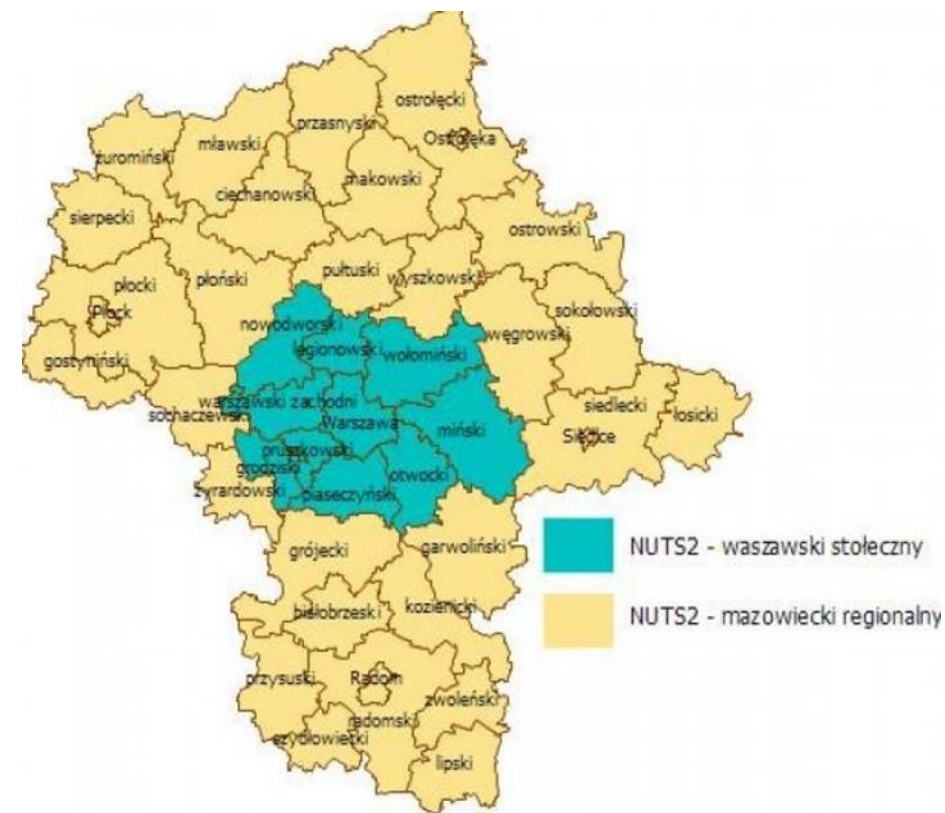 ostrołęcki
przasnyski
Ostrołęka
mławski
żuromiński
makowski
ciechanowski
sierpecki
ostrowski
pułtuski
wyszkowski
płocki
płoński
sokołowski
Płock
nowodworski
węgrowski
legionowski
wołomiński
gostyniński
warszawski zachodni
siedlecki
sochaczewski
łosicki
Warszawa
miński
Siedlce
pruszkowski
grodziski
otwocki
żyrardowski
piaseczyński
NUTS2 - waszawski stołeczny
garwoliński
grójecki
kozienicki
białobrzeski
NUTS2 - mazowiecki regionalny
przysuski
Radom
zwoleński
radomski
szydłowiecki
lipski